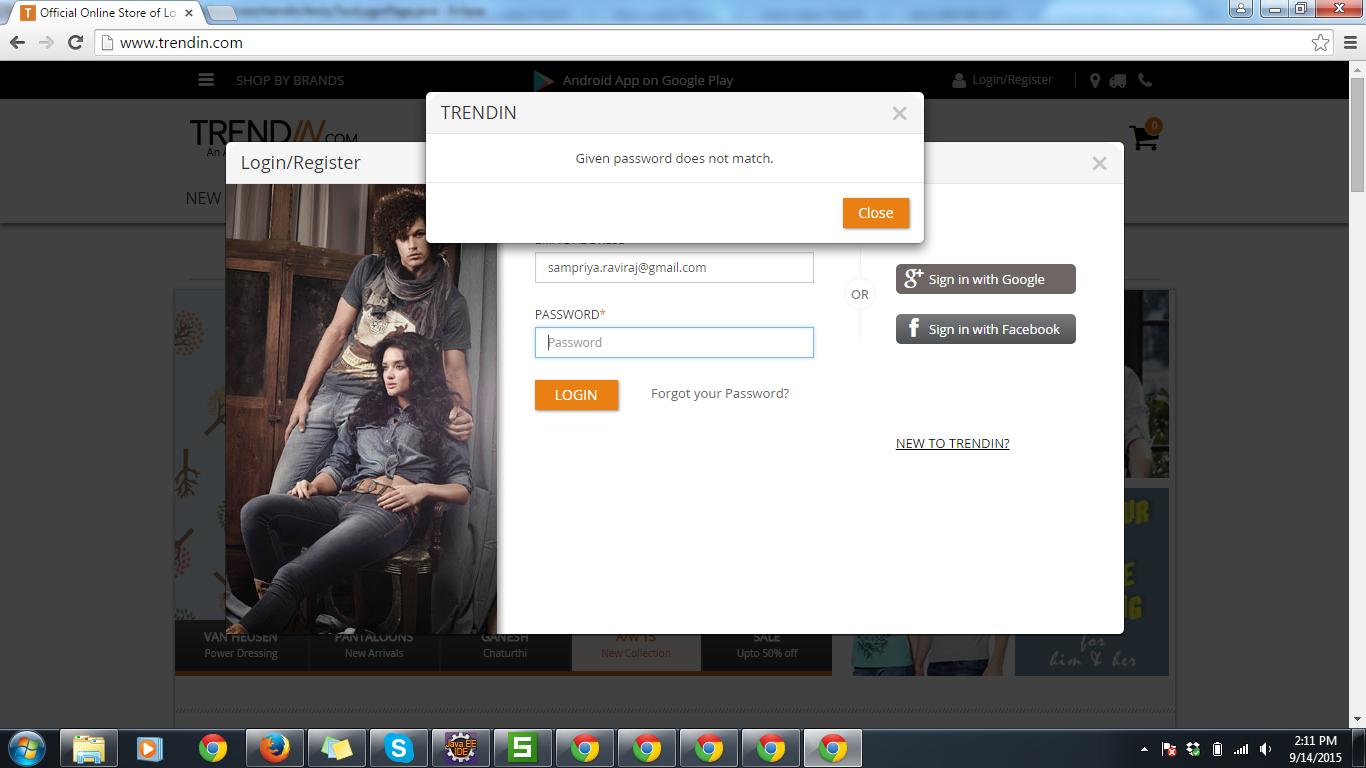 Official Online Store of Lo
www.trendin.com
SHOP BY BRANDS
Android App on Google Play
Login/Register
TRENDIN.COM
An A
0
NEW
TRENDIN
Given password does not match.
Close
Login/Register
sampriya.raviraj@gmail.com
PASSWORD*
Password
LOGIN
Forgot your Password?
OR
g+ Sign in with Google
f Sign in with Facebook
NEW TO TRENDIN?
VAN HEUSEN
Power Dressing
PANTALOONS
New Arrivals
GANESH
Chaturthi
AW'15
New Collection
SALE
Upto 50% off
for
him & her
Java EE
IDE
2:11 PM
9/14/2015